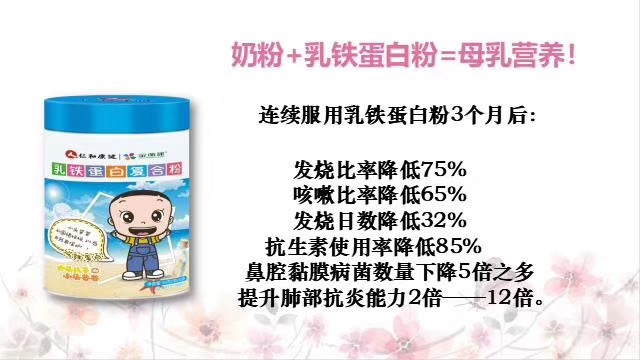 奶粉+乳铁蛋白粉=母乳营养!
连续服用乳铁蛋白粉3个月后:
发烧比率降低75%
咳嗽比率降低65%
发烧日数降低32%
抗生素使用率降低85%
鼻腔黏膜病菌数量下降5倍之多
提升肺部抗炎能力2倍——12倍。
仁和康健
乳铁蛋白复合粉